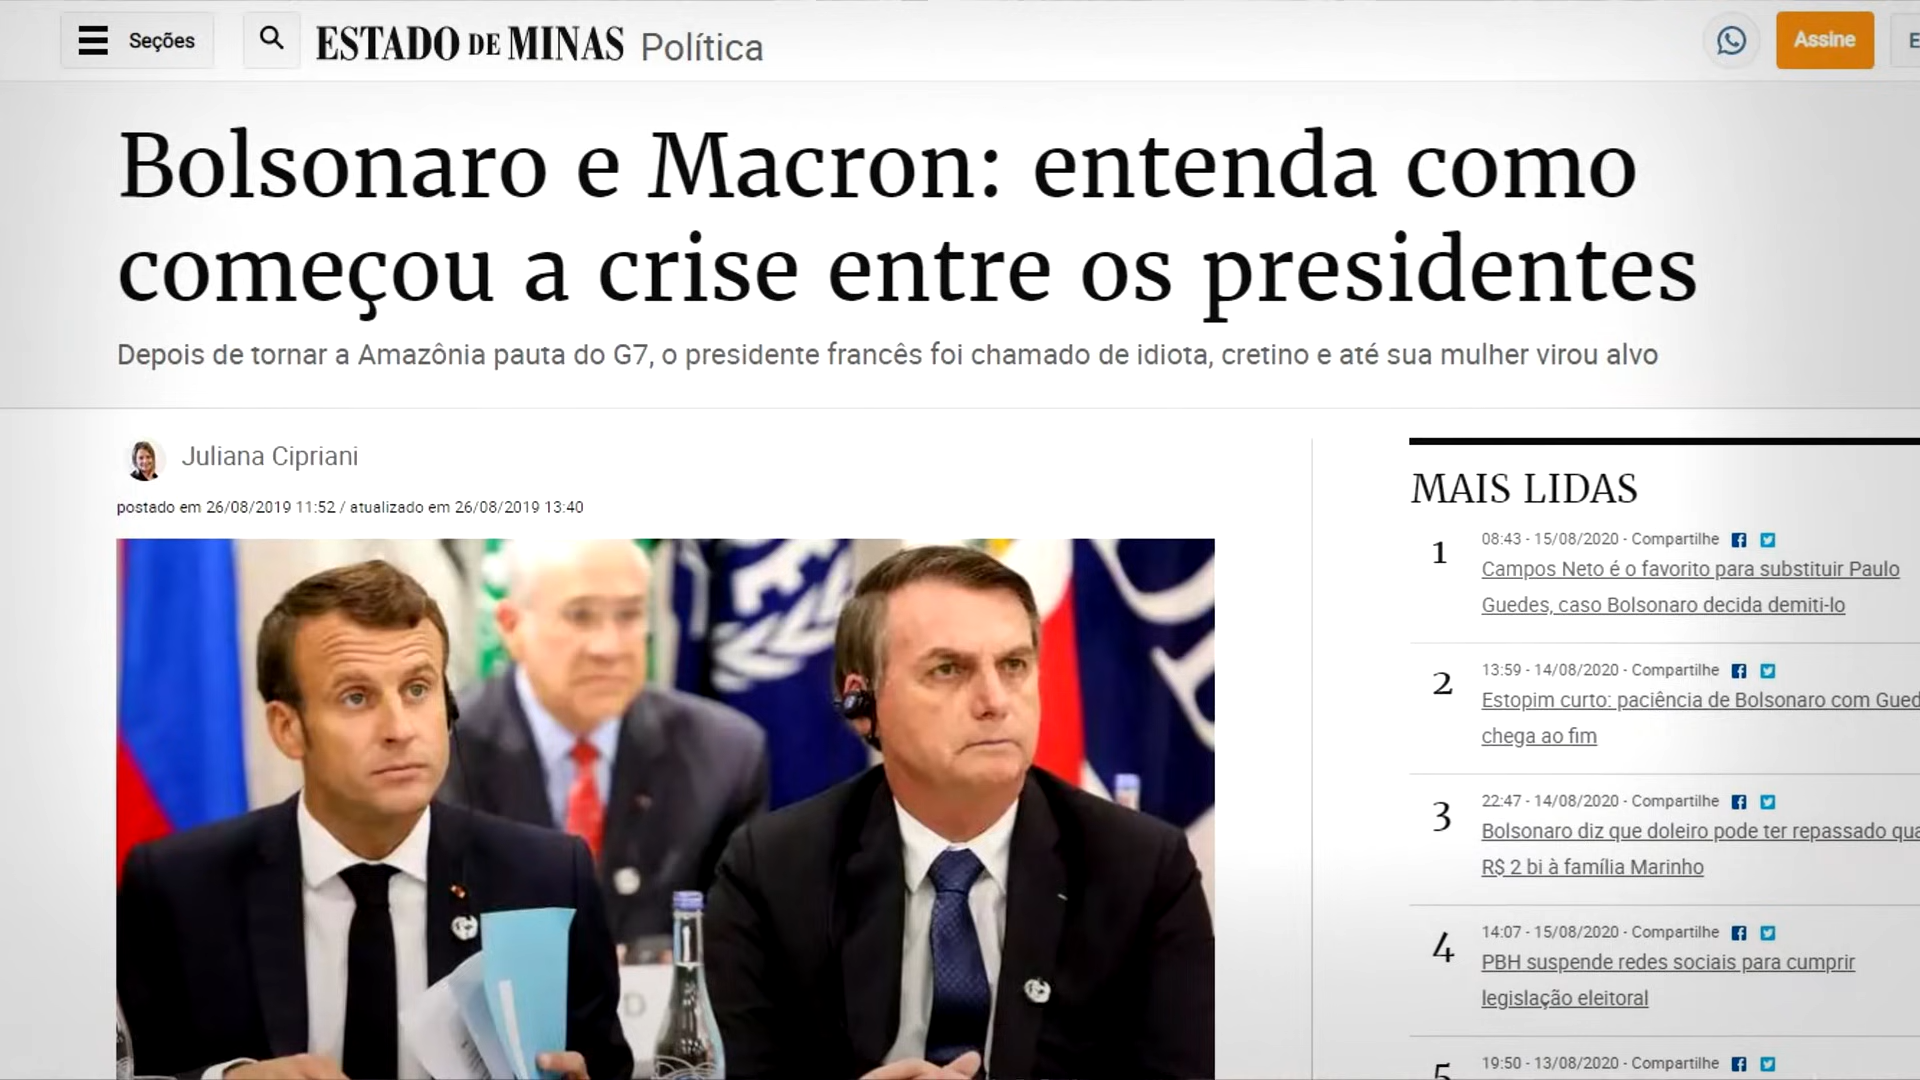 Seções
ESTADO DE MINAS Política
Assine
Bolsonaro e Macron: entenda como
começou a crise entre os presidentes
Depois de tornar a Amazônia pauta do G7, o presidente francês foi chamado de idiota, cretino e até sua mulher virou alvo
Juliana Cipriani
postado em 26/08/2019 11:52 / atualizado em 26/08/2019 13:40
MAIS LIDAS
1
08:43 - 15/08/2020 - Compartilhe
Campos Neto é o favorito para substituir Paulo
Guedes, caso Bolsonaro decida demiti-lo
2
13:59 - 14/08/2020 - Compartilhe
Estopim curto: paciência de Bolsonaro com Gued
chega ao fim
3
22:47 - 14/08/2020 - Compartilhe
Bolsonaro diz que doleiro pode ter repassado qua
R$ 2 bi à família Marinho
4
14:07 - 15/08/2020 - Compartilhe
PBH suspende redes sociais para cumprir
legislação eleitoral
5
19:50 - 13/08/2020 - Compartilhe